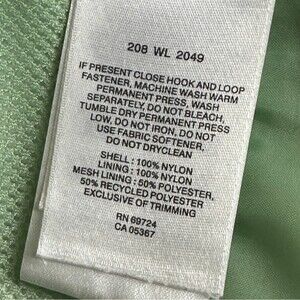 208 WL 2049
IF PRESENT CLOSE HOOK AND LOOP
FASTENER, MACHINE WASH WARM
PERMANENT PRESS, WASH
SEPARATELY, DO NOT BLEACH,
TUMBLE DRY PERMANENT PRESS
LOW, DO NOT IRON, DO NOT
USE FABRIC SOFTENER.
DO NOT DRYCLEAN
SHELL : 100% NYLON
LINING : 100% NYLON
MESH LINING : 50% POLYESTER,
50% RECYCLED POLYESTER
EXCLUSIVE OF TRIMMING
RN 69724
CA 05367